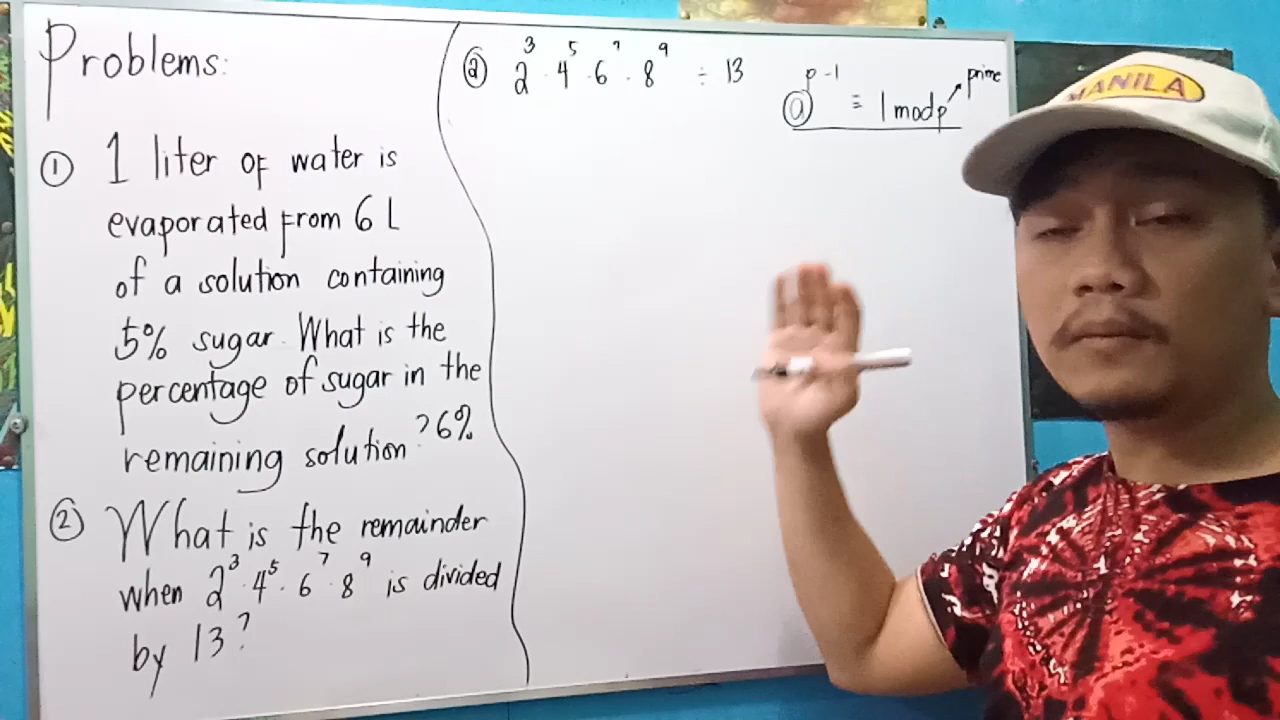 Problems:
① 1 liter of water is
evaporated from 6 L
of a solution containing
5% sugar. What is the
percentage of sugar in the
remaining solution? 6%
② What is the remainder
when 2³·4⁵·6⁷·8⁹ is divided
by 13?
② 2³·4⁵·6⁷·8⁹ ÷ 13
a^(p-1) ≡ 1 mod p
prime
MANILA